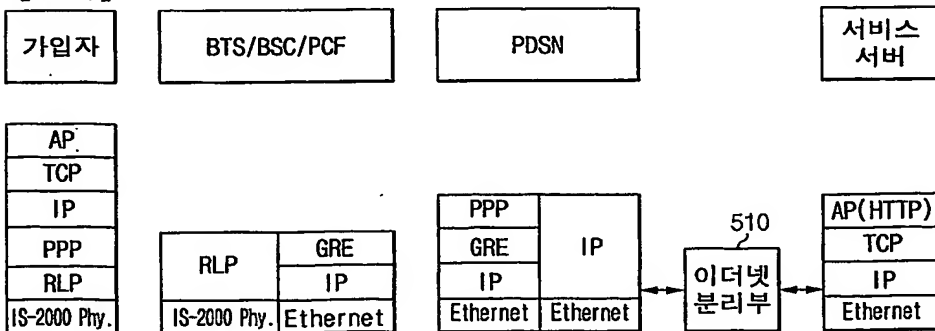 가입자
BTS/BSC/PCF
PDSN
서비스
서버
AP
TCP
IP
PPP
RLP
IS-2000 Phy.
RLP
GRE
IP
IS-2000 Phy.
Ethernet
PPP
GRE
IP
Ethernet
IP
Ethernet
510
이더넷
분리부
AP(HTTP)
TCP
IP
Ethernet